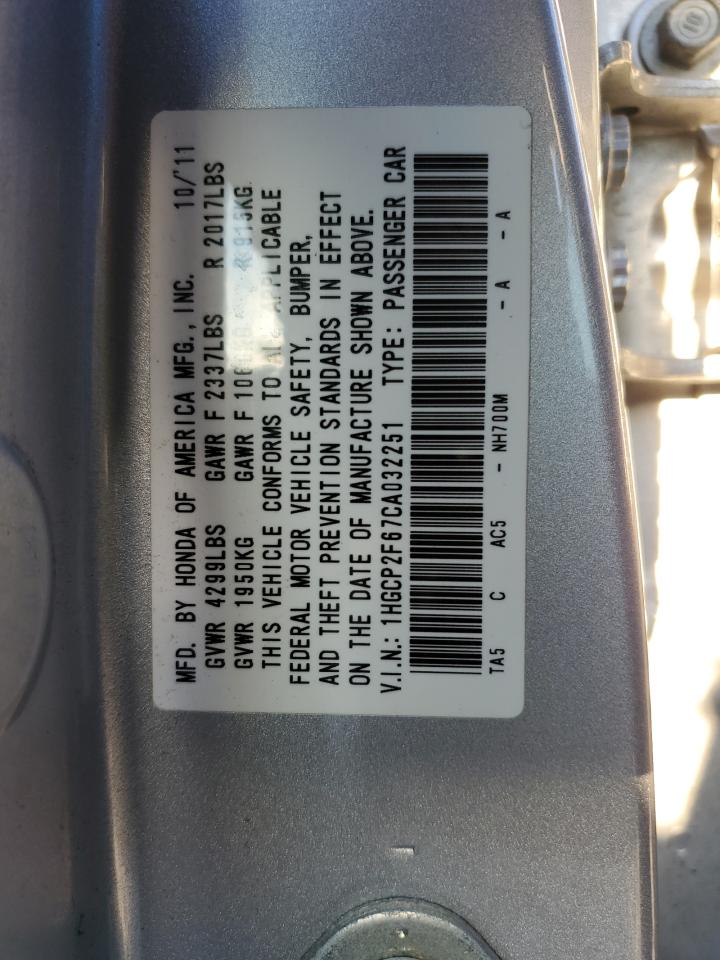 MFD. BY HONDA OF AMERICA MFG., INC. 10/'11
GVWR 4299LBS GAWR F 2337LBS R 2017LBS
GVWR 1950KG GAWR F R 915KG
THIS VEHICLE CONFORMS TO ALL APPLICABLE
FEDERAL MOTOR VEHICLE SAFETY, BUMPER,
AND THEFT PREVENTION STANDARDS IN EFFECT
ON THE DATE OF MANUFACTURE SHOWN ABOVE.
V.I.N.: 1HGCP2F67CA032251 TYPE: PASSENGER CAR
TA5 C AC5 - NH700M - A - A